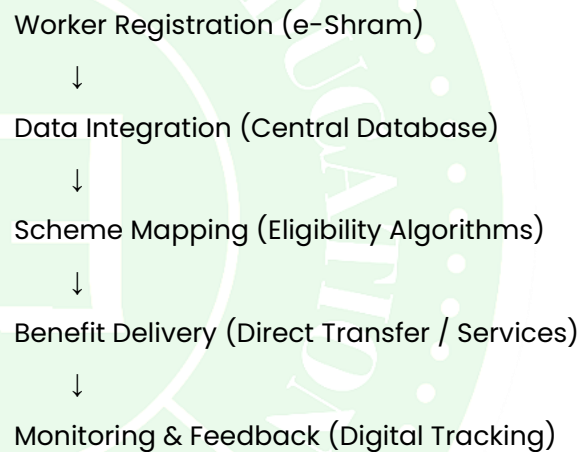 Worker Registration (e-Shram)
↓
Data Integration (Central Database)
↓
Scheme Mapping (Eligibility Algorithms)
↓
Benefit Delivery (Direct Transfer / Services)
↓
Monitoring & Feedback (Digital Tracking)